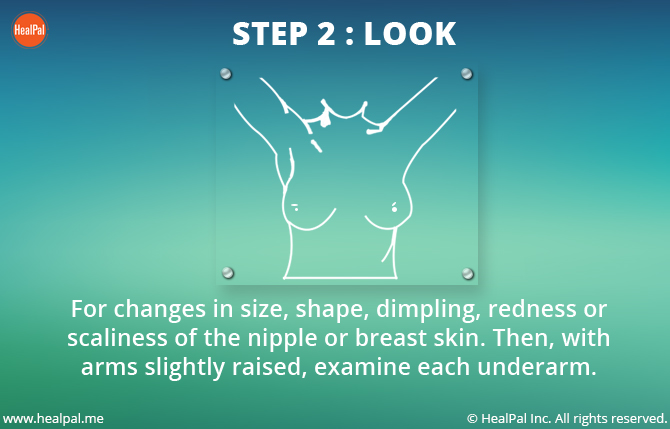 HealPal
STEP 2 : LOOK
For changes in size, shape, dimpling, redness or
scaliness of the nipple or breast skin. Then, with
arms slightly raised, examine each underarm.
www.healpal.me
© HealPal Inc. All rights reserved.